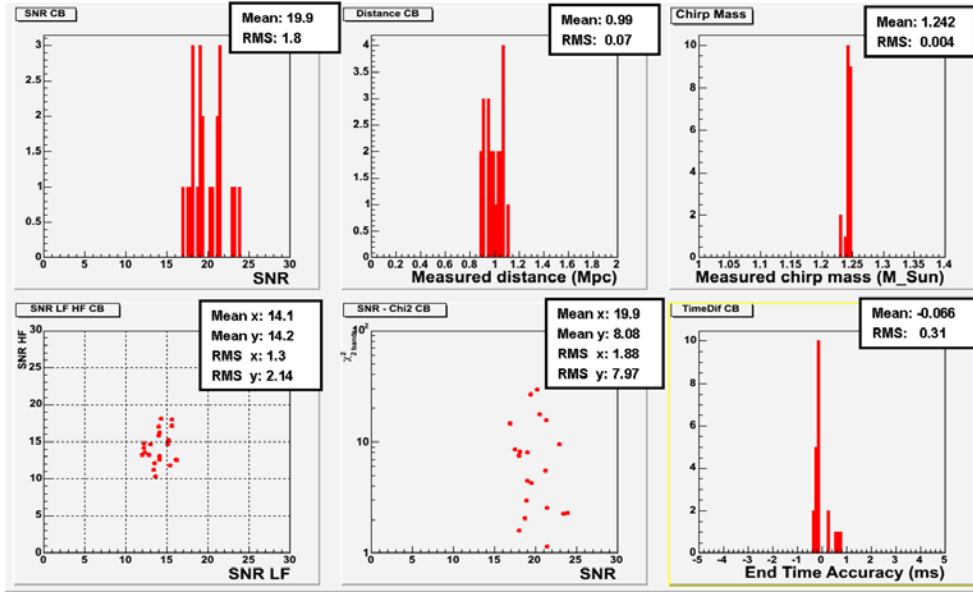 SNR CB
Mean: 19.9
RMS: 1.8
3
2.5
2
1.5
1
0.5
0
0 5 10 15 20 25 30
SNR
Distance CB
Mean: 0.99
RMS: 0.07
4
3.5
3
2.5
2
1.5
1
0.5
0
0 0.2 0.4 0.6 0.8 1 1.2 1.4 1.6 1.8 2
Measured distance (Mpc)
Chirp Mass
Mean: 1.242
RMS: 0.004
10
8
6
4
2
0
1 1.05 1.1 1.15 1.2 1.25 1.3 1.35 1.4
Measured chirp mass (M_Sun)
SNR LF HF CB
Mean x: 14.1
Mean y: 14.2
RMS x: 1.3
RMS y: 2.14
SNR HF
30
25
20
15
10
5
0
0 5 10 15 20 25 30
SNR LF
SNR - Chi2 CB
Mean x: 19.9
Mean y: 8.08
RMS x: 1.88
RMS y: 7.97
χ² 2 bands
10²
10
1
0 5 10 15 20 25 30
SNR
TimeDif CB
Mean: -0.066
RMS: 0.31
10
8
6
4
2
0
-5 -4 -3 -2 -1 0 1 2 3 4 5
End Time Accuracy (ms)